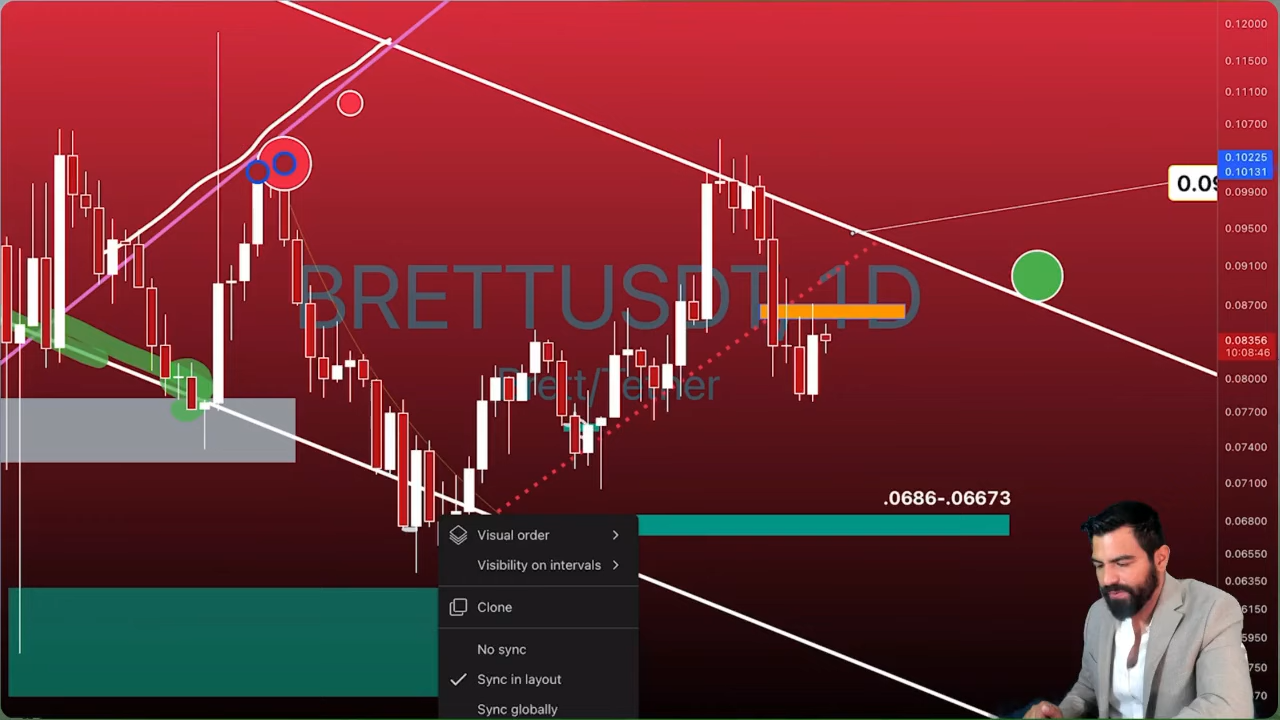 0.12000
0.11500
0.11100
0.10700
0.10225
0.10131
0.09900
0.09500
0.09100
0.08700
0.08356
10:08:46
0.08000
0.07700
0.07400
0.07100
0.06800
0.06550
0.06350
BRETTUSDT, 1D
Brett/Tether
.0686-.06673
Visual order
Visibility on intervals
Clone
No sync
Sync in layout
Sync globally